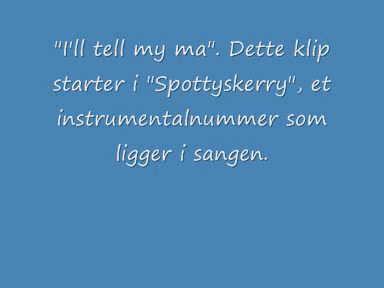 "I'll tell my ma". Dette klip
starter i "Spottyskerry", et
instrumentalnummer som
ligger i sangen.